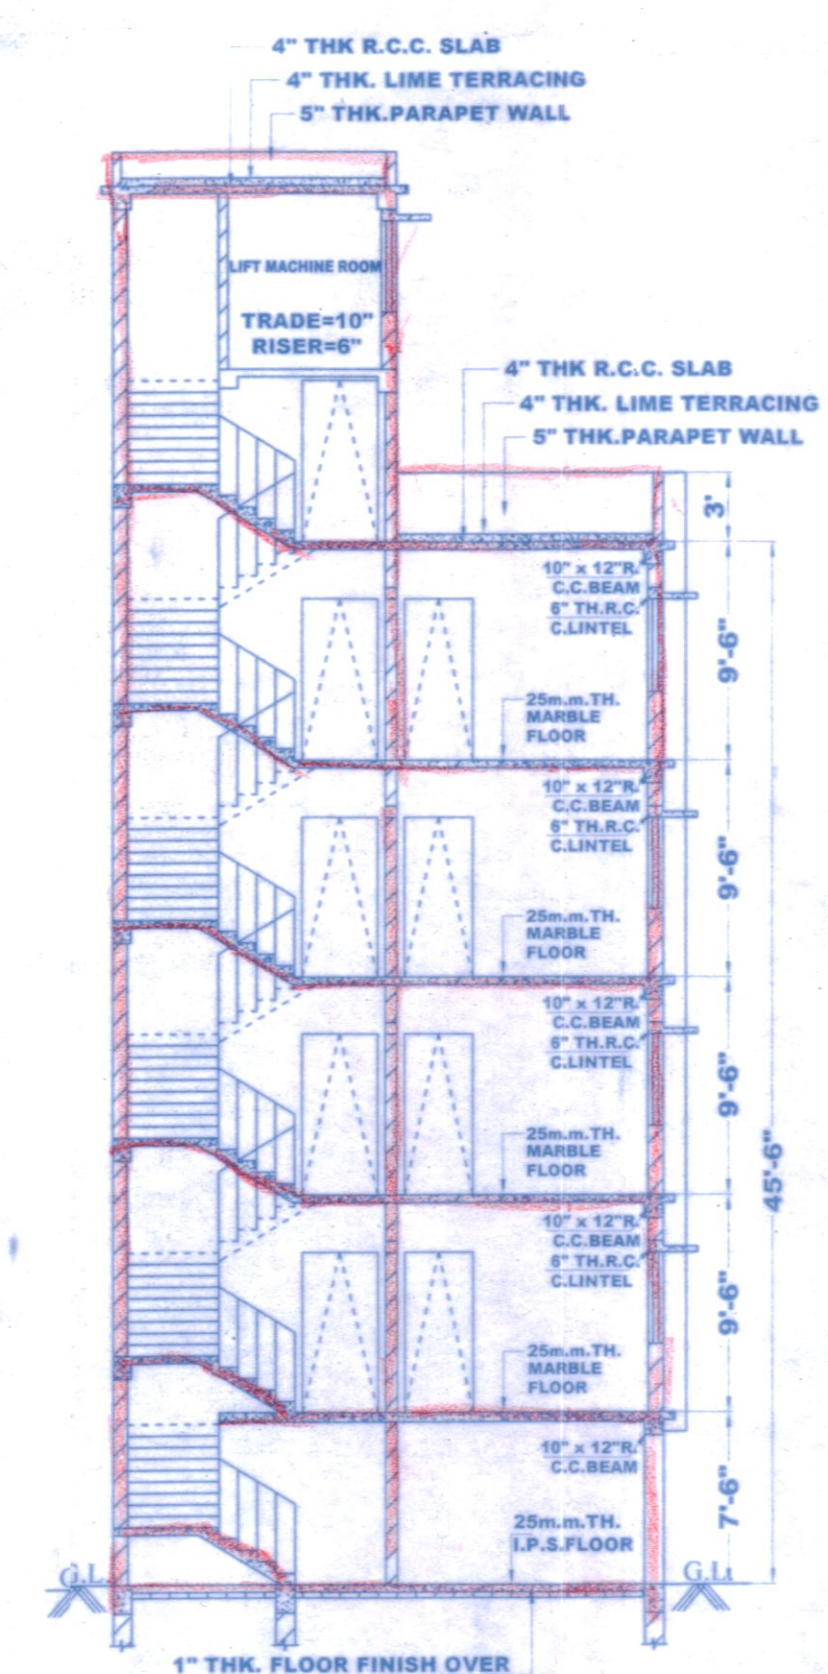 4" THK R.C.C. SLAB
4" THK. LIME TERRACING
5" THK.PARAPET WALL
LIFT MACHINE ROOM
TRADE=10"
RISER=6"
4" THK R.C.C. SLAB
4" THK. LIME TERRACING
5" THK.PARAPET WALL
3'
10" x 12"R.
C.C.BEAM
6" TH.R.C.
C.LINTEL
9'-6"
25m.m.TH.
MARBLE
FLOOR
10" x 12"R.
C.C.BEAM
6" TH.R.C.
C.LINTEL
9'-6"
25m.m.TH.
MARBLE
FLOOR
10" x 12"R.
C.C.BEAM
6" TH.R.C.
C.LINTEL
9'-6"
25m.m.TH.
MARBLE
FLOOR
45'-6"
10" x 12"R.
C.C.BEAM
6" TH.R.C.
C.LINTEL
9'-6"
25m.m.TH.
MARBLE
FLOOR
10" x 12"R.
C.C.BEAM
7'-6"
25m.m.TH.
I.P.S.FLOOR
G.L.
G.L.
1" THK. FLOOR FINISH OVER